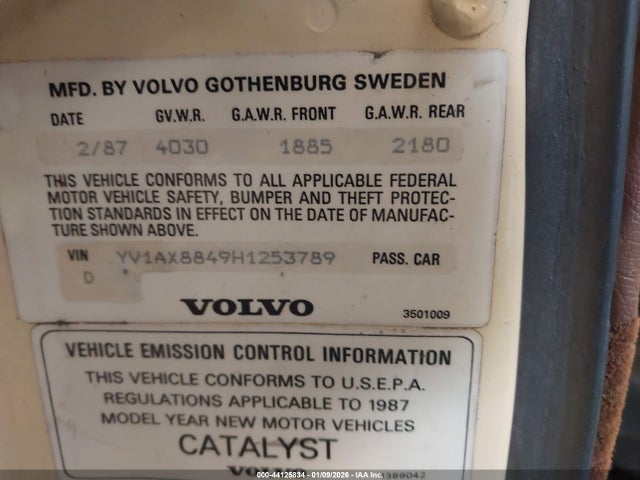 MFD. BY VOLVO GOTHENBURG SWEDEN
DATE GV.W.R. G.A.W.R. FRONT G.A.W.R. REAR
2/87 4030 1885 2180
THIS VEHICLE CONFORMS TO ALL APPLICABLE FEDERAL
MOTOR VEHICLE SAFETY, BUMPER AND THEFT PROTEC-
TION STANDARDS IN EFFECT ON THE DATE OF MANUFAC-
TURE SHOWN ABOVE.
VIN YV1AX8849H1253789 PASS. CAR
D
VOLVO 3501009
VEHICLE EMISSION CONTROL INFORMATION
THIS VEHICLE CONFORMS TO U.S.E.P.A.
REGULATIONS APPLICABLE TO 1987
MODEL YEAR NEW MOTOR VEHICLES
CATALYST
VOLVO
000-44125834 | 01/09/2026 - IAA Inc.